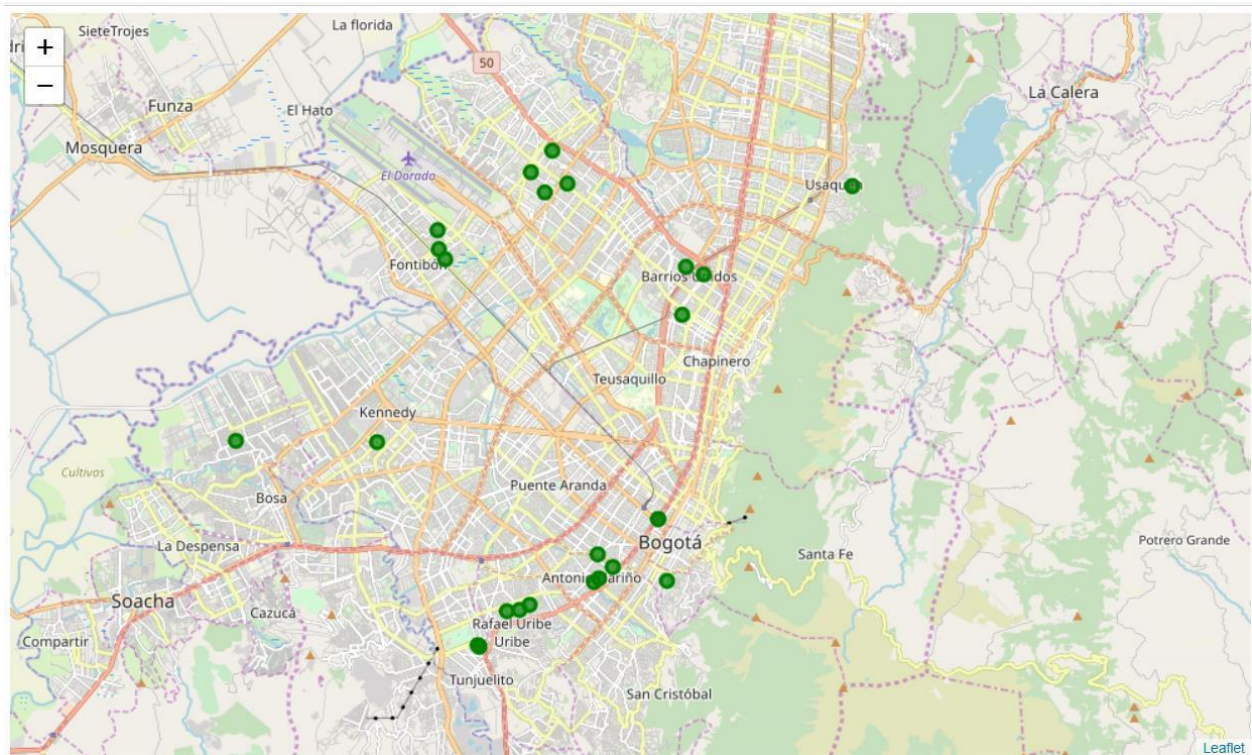 +
−
SieteTrojes
La florida
50
La Calera
Funza
El Hato
Mosquera
El Dorado
Fontibón
Barrios Unidos
Chapinero
Teusaquillo
Kennedy
Cultivos
Puente Aranda
Bosa
Bogotá
La Despensa
Santa Fe
Potrero Grande
Soacha
Cazucá
Rafael Uribe
Uribe
Compartir
Tunjuelito
San Cristóbal
Leaflet